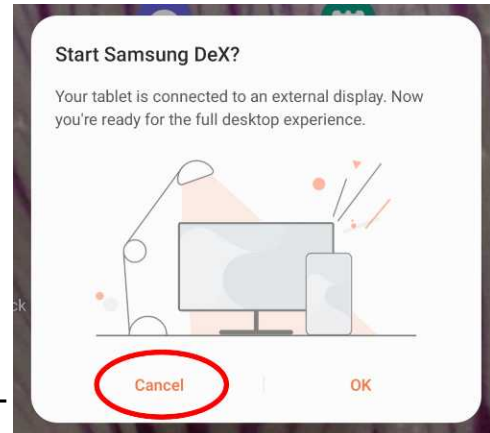 Start Samsung DeX?
Your tablet is connected to an external display. Now
you're ready for the full desktop experience.
ck
Cancel
OK